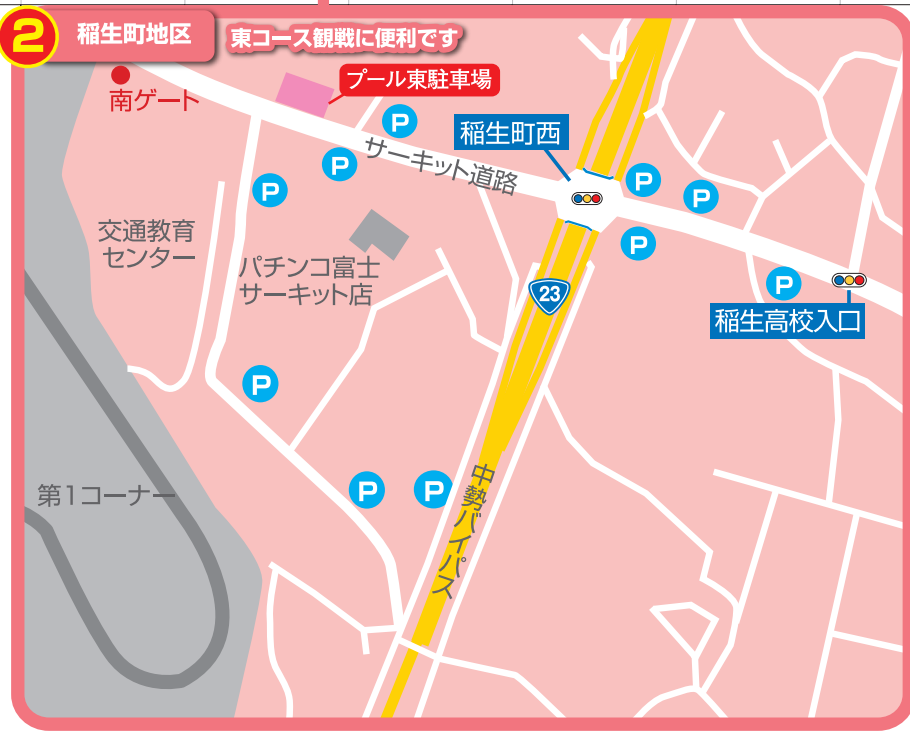 2
稲生町地区
東コース観戦に便利です
南ゲート
プール東駐車場
P
稲生町西
サーキット道路
P
P
P
P
交通教育
センター
パチンコ富士
サーキット店
P
23
P
稲生高校入口
P
第1コーナー
P
P
中勢バイパス